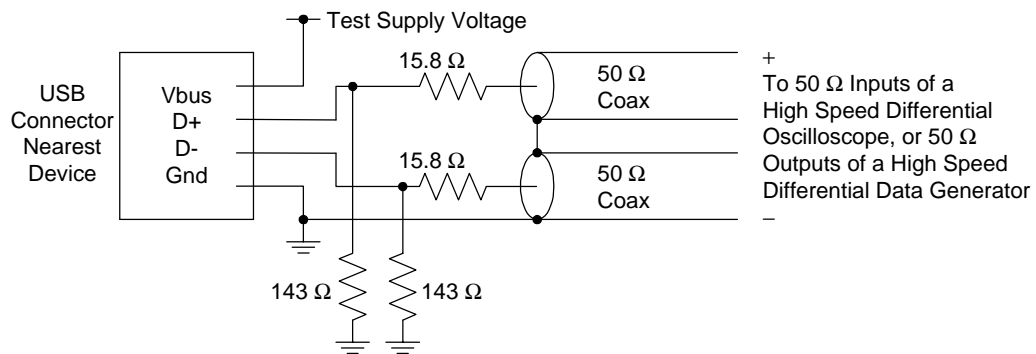 Test Supply Voltage
USB
Connector
Nearest
Device
Vbus
D+
D-
Gnd
15.8 Ω
50 Ω
Coax
15.8 Ω
50 Ω
Coax
+
To 50 Ω Inputs of a
High Speed Differential
Oscilloscope, or 50 Ω
Outputs of a High Speed
Differential Data Generator
−
143 Ω
143 Ω